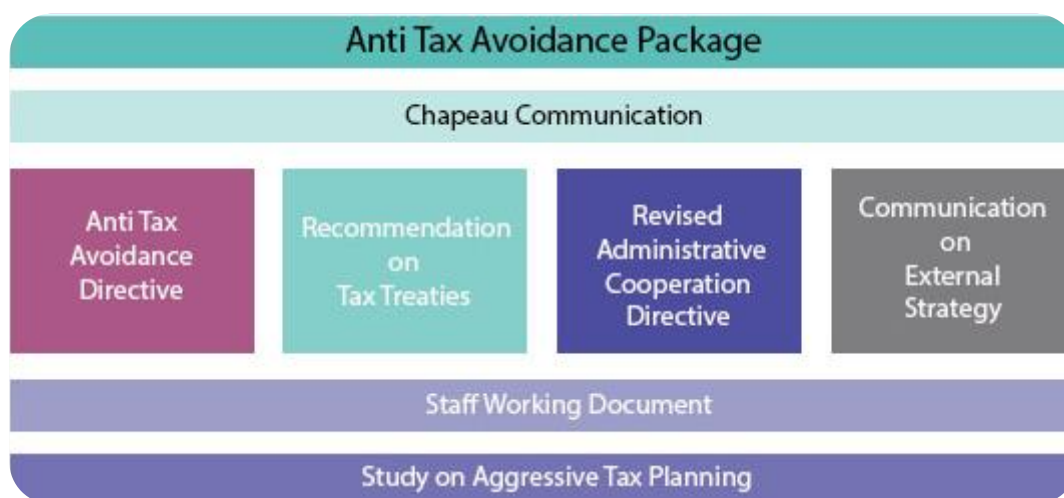 Anti Tax Avoidance Package
Chapeau Communication
Anti Tax
Avoidance
Directive
Recommendation
on
Tax Treaties
Revised
Administrative
Cooperation
Directive
Communication
on
External
Strategy
Staff Working Document
Study on Aggressive Tax Planning